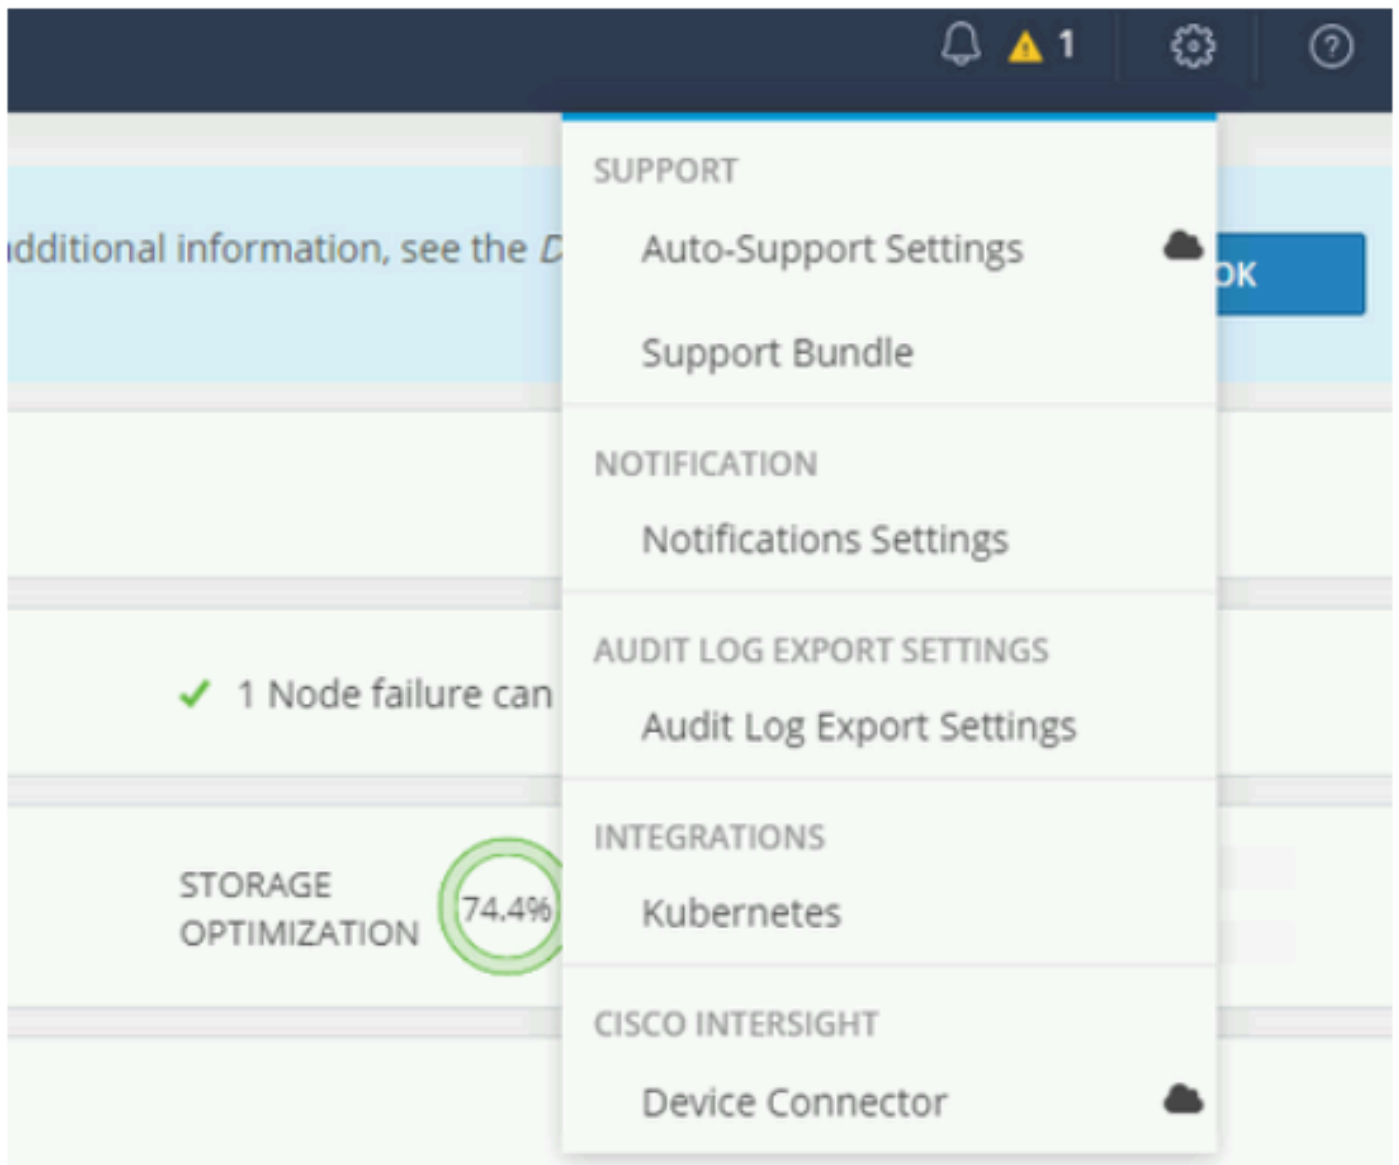 1
SUPPORT
additional information, see the D
Auto-Support Settings
OK
Support Bundle
NOTIFICATION
Notifications Settings
AUDIT LOG EXPORT SETTINGS
1 Node failure can
Audit Log Export Settings
INTEGRATIONS
STORAGE
OPTIMIZATION
74.4%
Kubernetes
CISCO INTERSIGHT
Device Connector